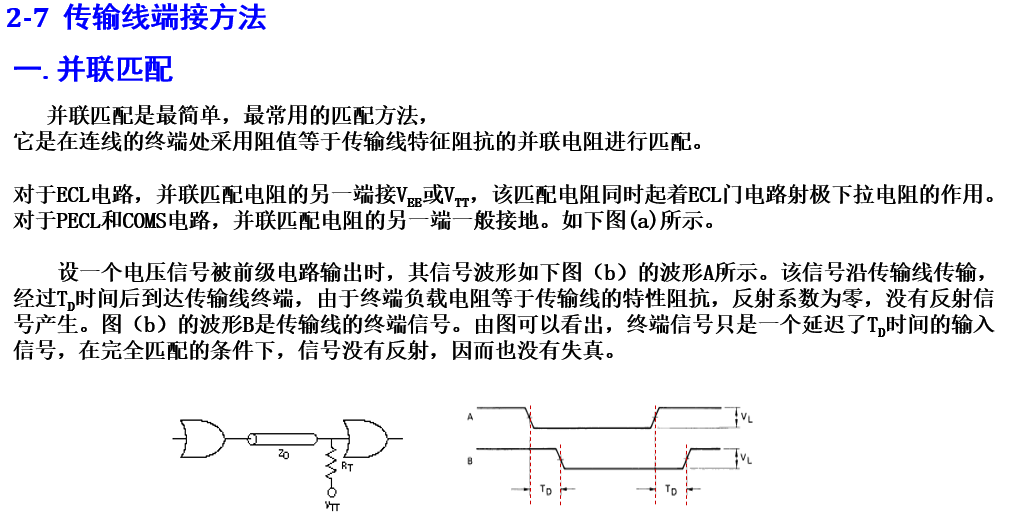 2-7 传输线端接方法
一. 并联匹配
并联匹配是最简单，最常用的匹配方法，
它是在连线的终端处采用阻值等于传输线特征阻抗的并联电阻进行匹配。
对于ECL电路，并联匹配电阻的另一端接VEE或VTT，该匹配电阻同时起着ECL门电路射极下拉电阻的作用。
对于PECL和COMS电路，并联匹配电阻的另一端一般接地。如下图(a)所示。
设一个电压信号被前级电路输出时，其信号波形如下图（b）的波形A所示。该信号沿传输线传输，
经过TD时间后到达传输线终端，由于终端负载电阻等于传输线的特性阻抗，反射系数为零，没有反射信
号产生。图（b）的波形B是传输线的终端信号。由图可以看出，终端信号只是一个延迟了TD时间的输入
信号，在完全匹配的条件下，信号没有反射，因而也没有失真。
ZO
RT
VTT
A
VL
B
VL
TD
TD